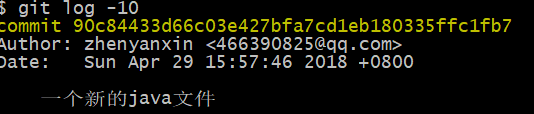 $ git log -10
commit 90c84433d66c03e427bfa7cd1eb180335ffc1fb7
Author: zhenyanxin <466390825@qq.com>
Date:   Sun Apr 29 15:57:46 2018 +0800
一个新的java文件